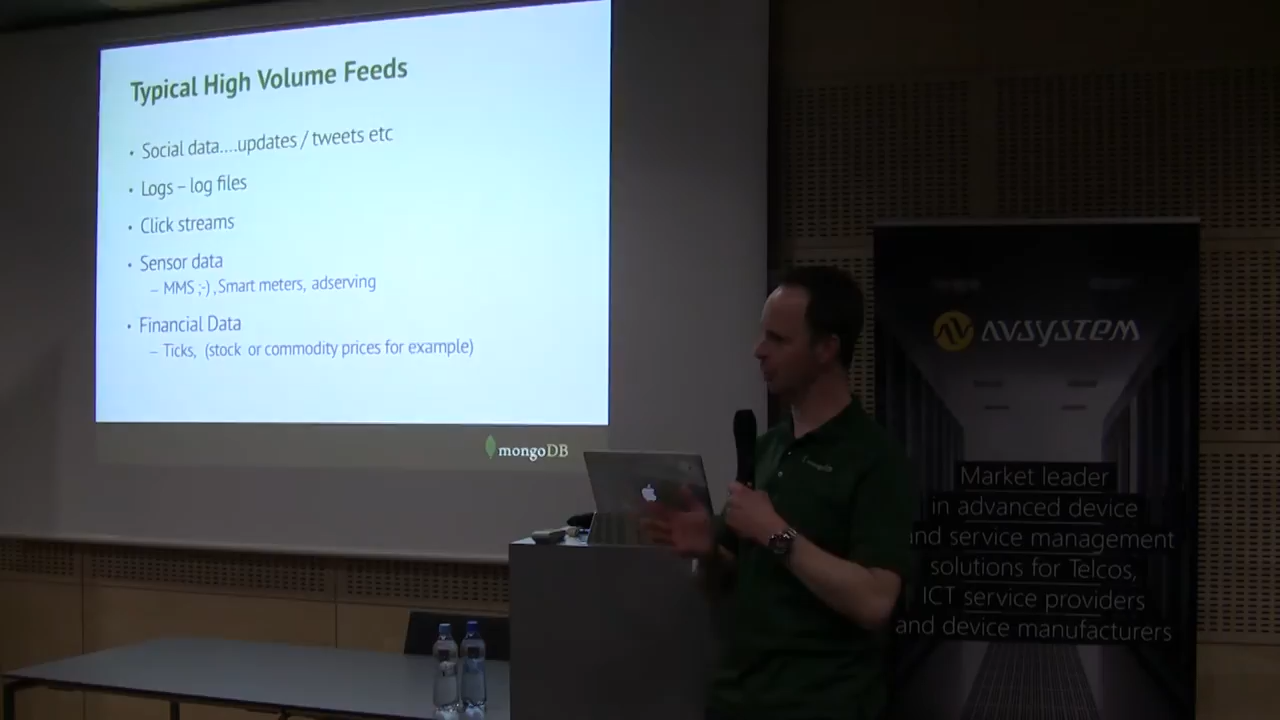 Typical High Volume Feeds
• Social data....updates / tweets etc
• Logs – log files
• Click streams
• Sensor data
– MMS ;-) , Smart meters, adserving
• Financial Data
– Ticks, (stock or commodity prices for example)
mongoDB
mongoDB
AVSYSTEM
Market leader
in advanced device
and service management
solutions for Telcos,
ICT service providers
and device manufacturers